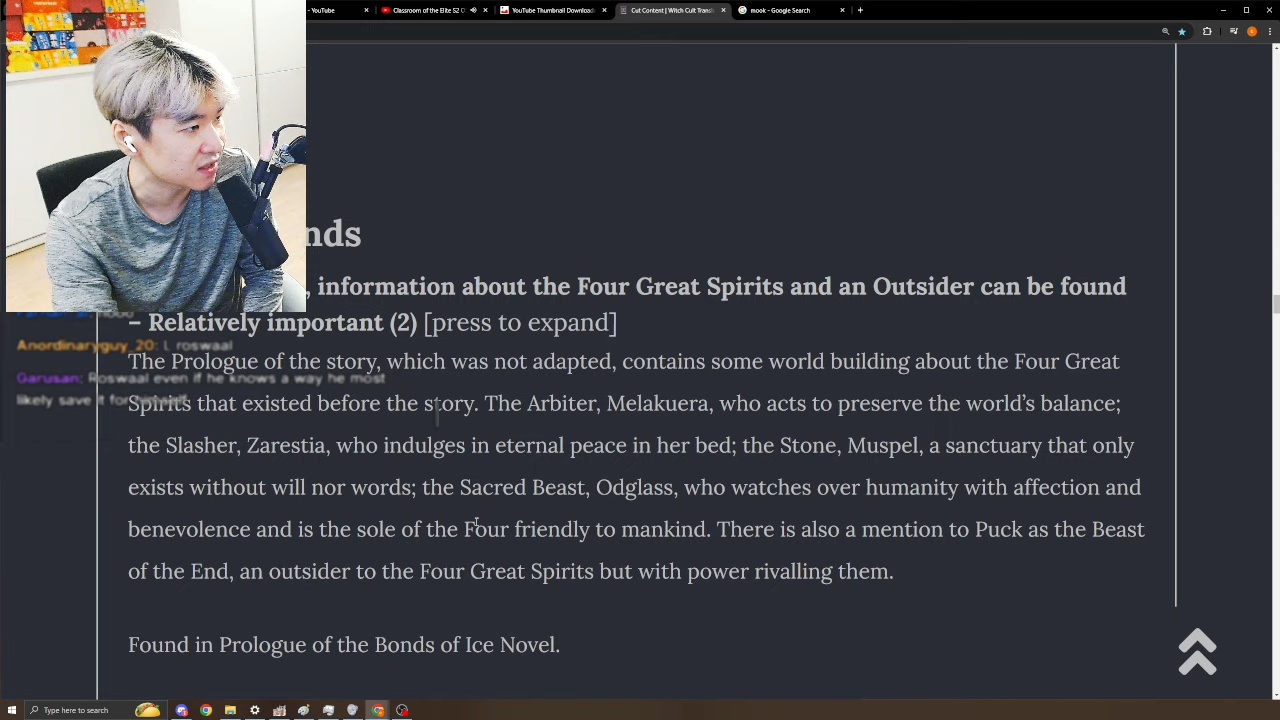 - YouTube
Classroom of the Elite S2 C
YouTube Thumbnail Download
Cut Content | Witch Cult Trans
mook - Google Search
nds
, information about the Four Great Spirits and an Outsider can be found
– Relatively important (2) [press to expand]
Anordinaryguy_20: L roswaal
Garusan: Roswaal even if he knows a way he most
likely save it for himself
The Prologue of the story, which was not adapted, contains some world building about the Four Great
Spirits that existed before the story. The Arbiter, Melakuera, who acts to preserve the world’s balance;
the Slasher, Zarestia, who indulges in eternal peace in her bed; the Stone, Muspel, a sanctuary that only
exists without will nor words; the Sacred Beast, Odglass, who watches over humanity with affection and
benevolence and is the sole of the Four friendly to mankind. There is also a mention to Puck as the Beast
of the End, an outsider to the Four Great Spirits but with power rivalling them.
Found in Prologue of the Bonds of Ice Novel.
Type here to search